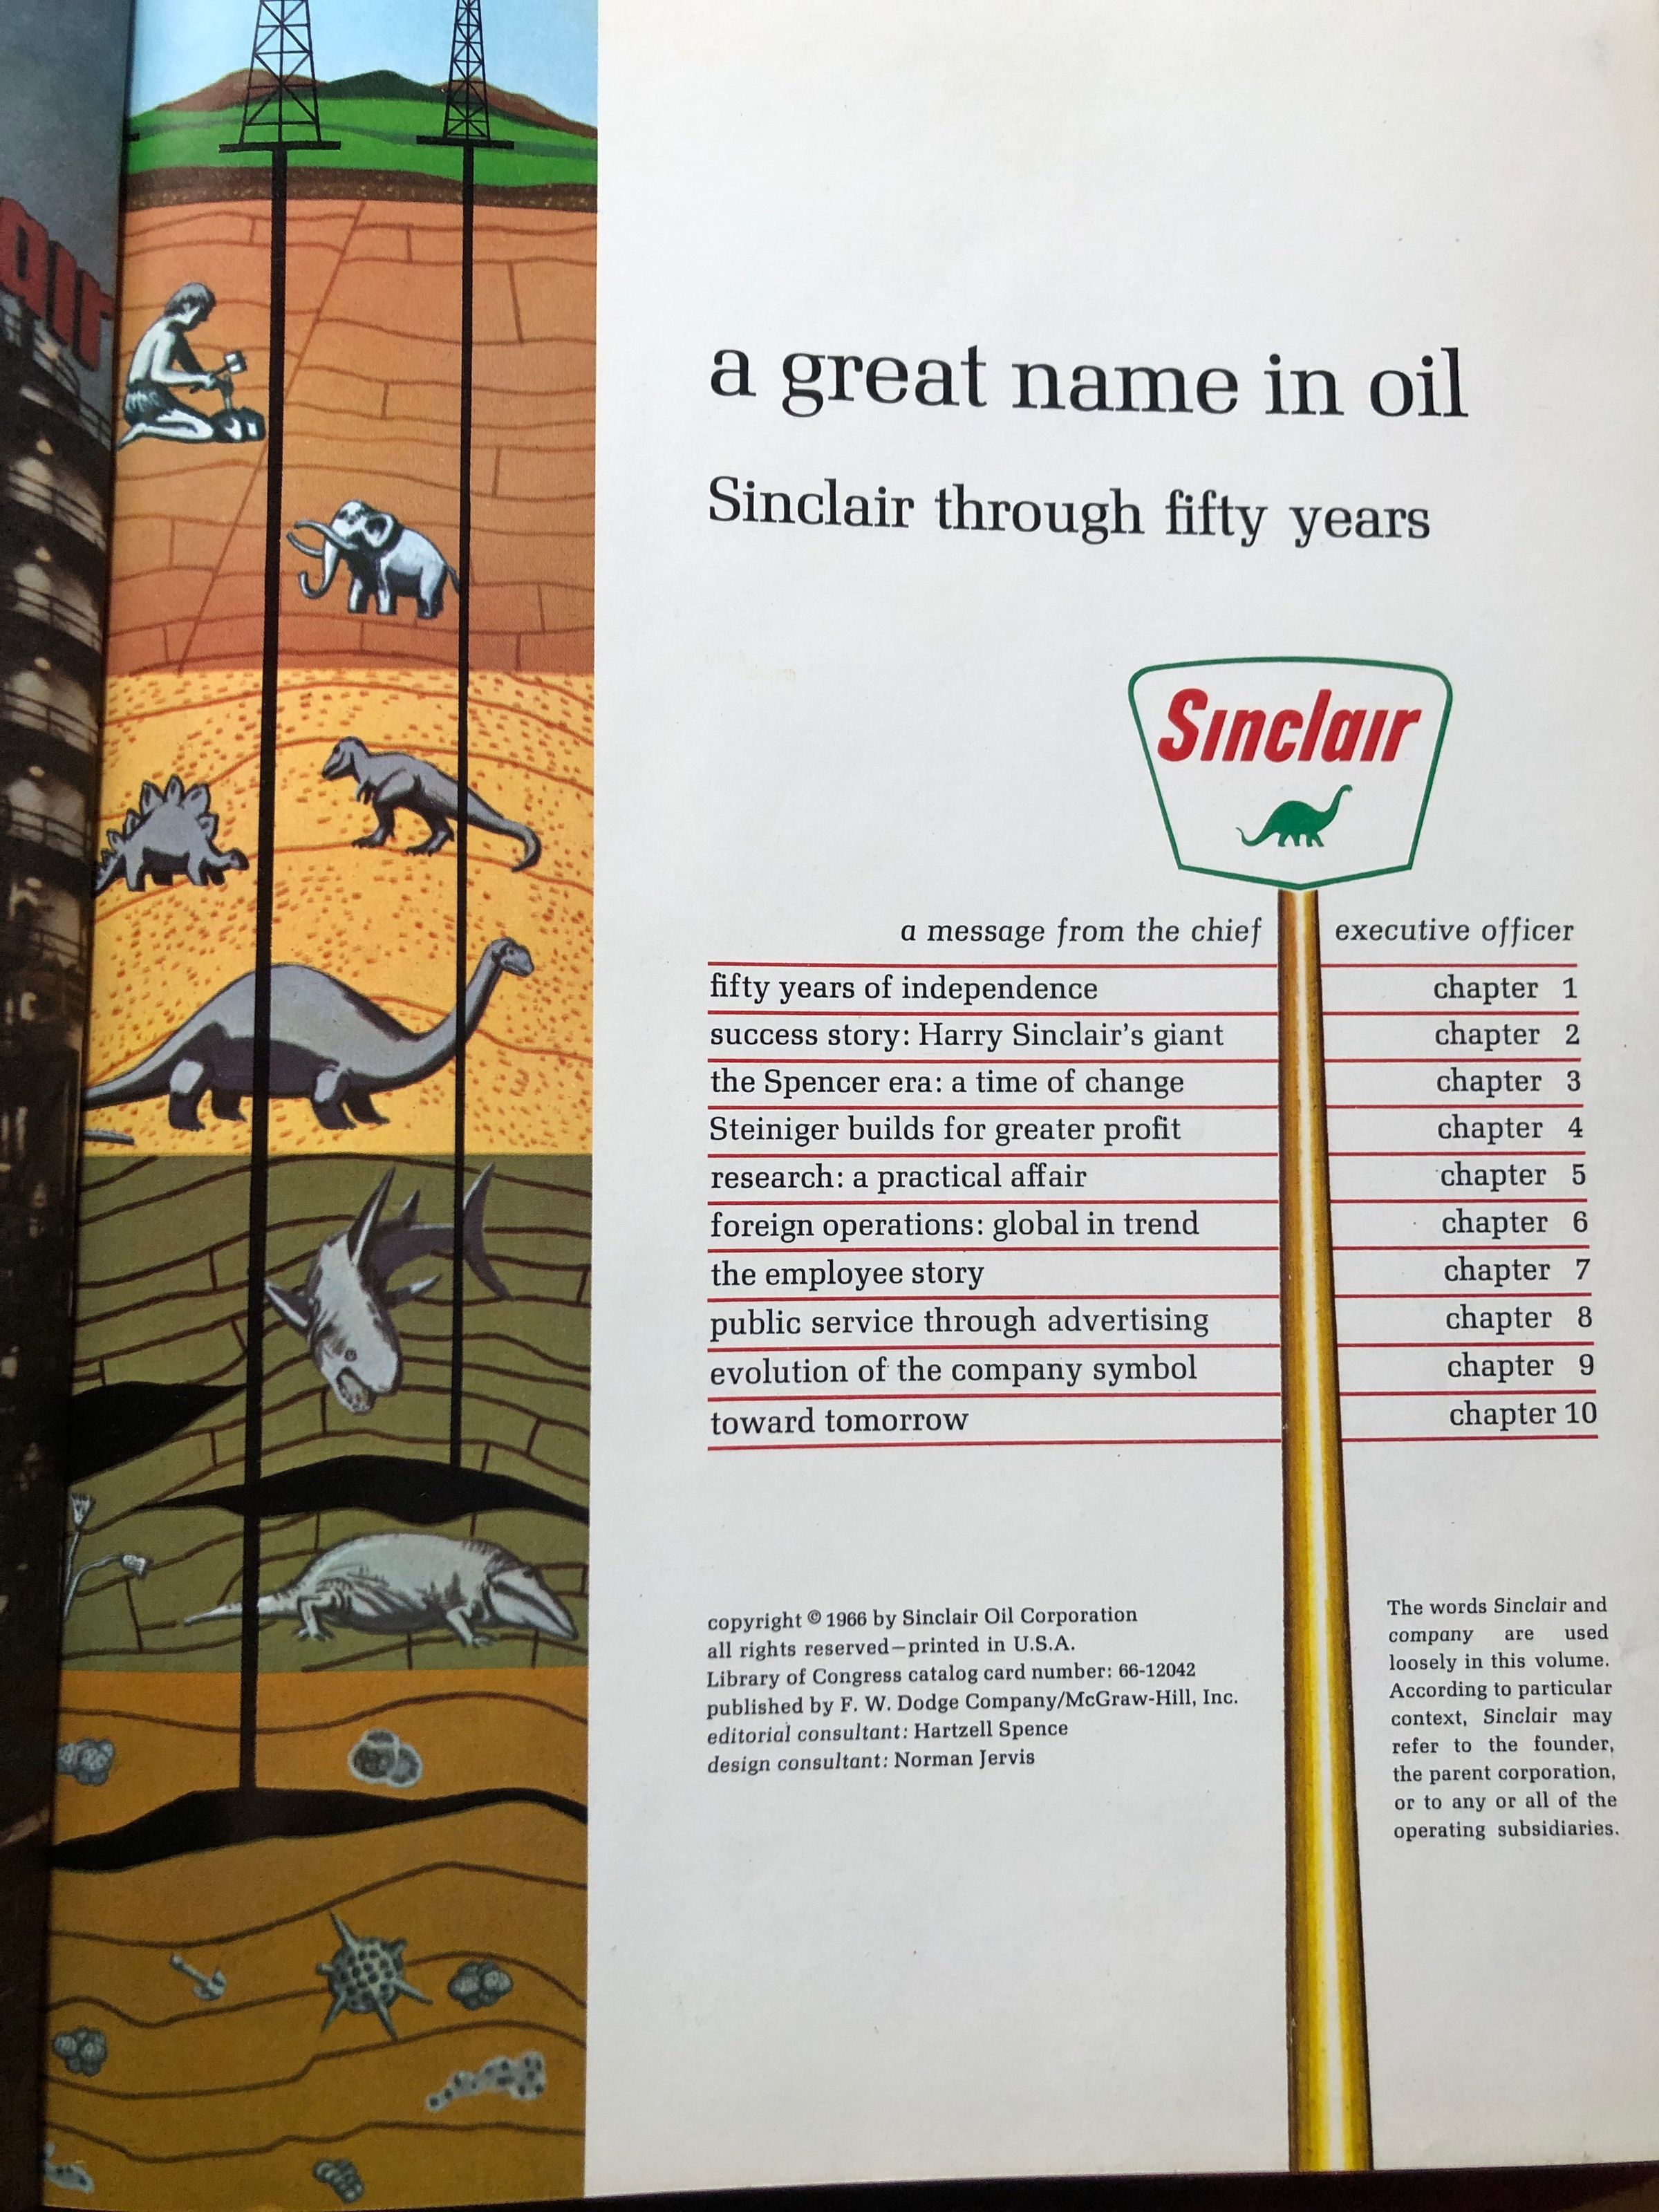 a great name in oil
Sinclair through fifty years
Sinclair
a message from the chief executive officer
fifty years of independence chapter 1
success story: Harry Sinclair's giant chapter 2
the Spencer era: a time of change chapter 3
Steiniger builds for greater profit chapter 4
research: a practical affair chapter 5
foreign operations: global in trend chapter 6
the employee story chapter 7
public service through advertising chapter 8
evolution of the company symbol chapter 9
toward tomorrow chapter 10
copyright © 1966 by Sinclair Oil Corporation
all rights reserved—printed in U.S.A.
Library of Congress catalog card number: 66-12042
published by F. W. Dodge Company/McGraw-Hill, Inc.
editorial consultant: Hartzell Spence
design consultant: Norman Jervis
The words Sinclair and
company are used
loosely in this volume.
According to particular
context, Sinclair may
refer to the founder,
the parent corporation,
or to any or all of the
operating subsidiaries.